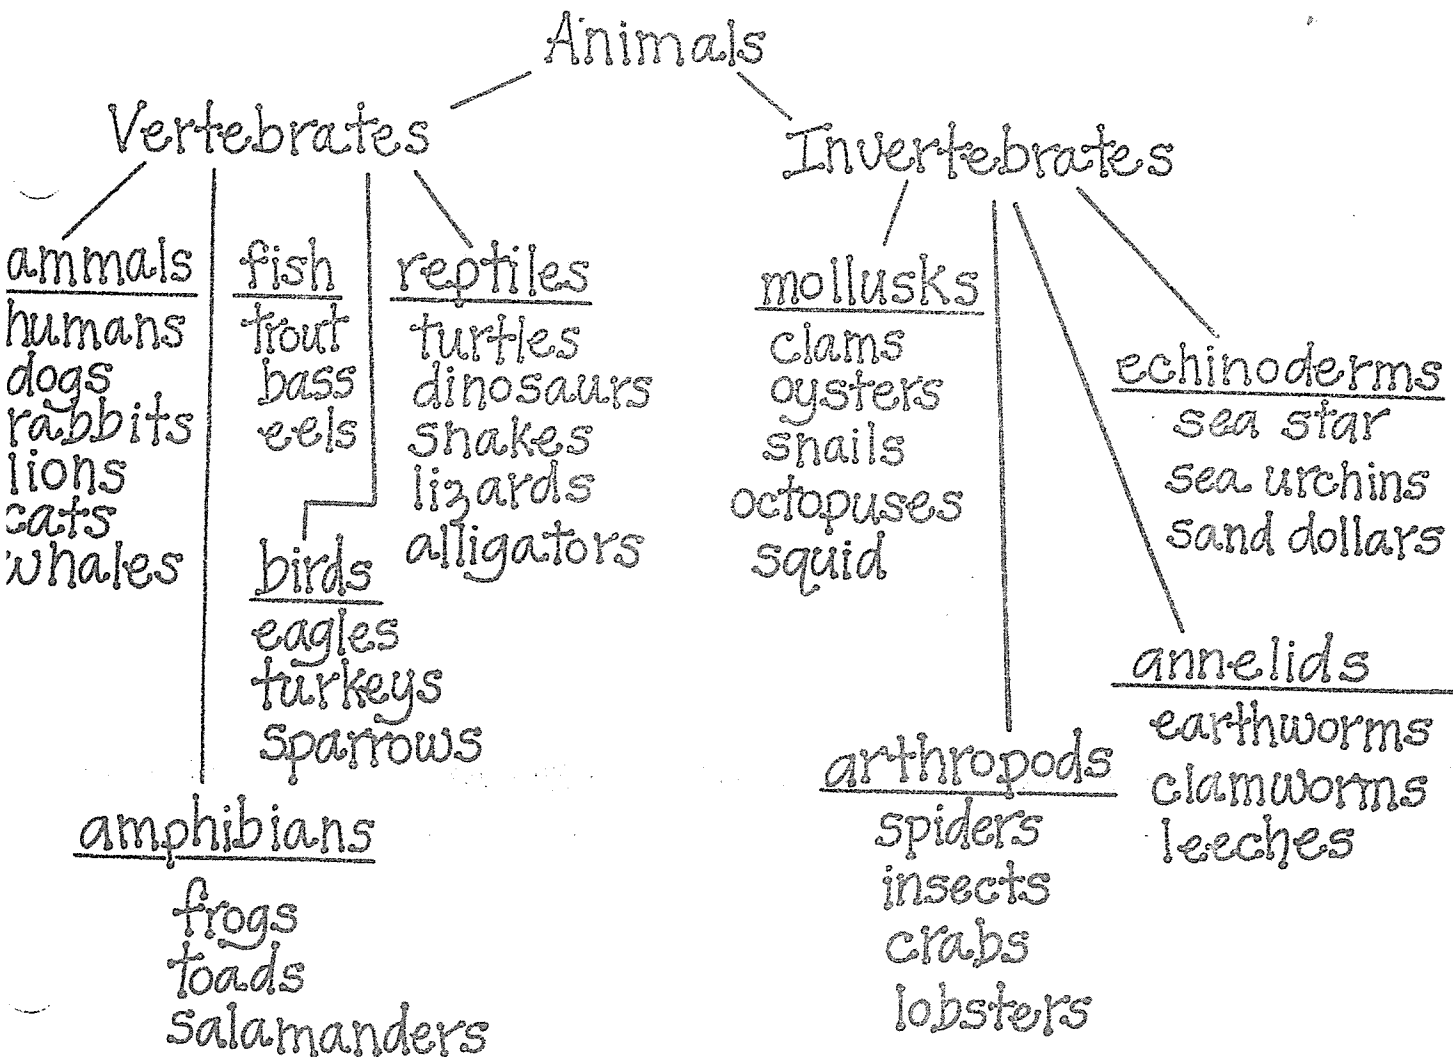 Animals
Vertebrates
Invertebrates
ammals
humans
dogs
rabbits
lions
cats
whales
fish
trout
bass
eels
reptiles
turtles
dinosaurs
snakes
lizards
alligators
birds
eagles
turkeys
sparrows
amphibians
frogs
toads
salamanders
mollusks
clams
oysters
snails
octopuses
squid
echinoderms
sea star
sea urchins
sand dollars
annelids
earthworms
clamworms
leeches
arthropods
spiders
insects
crabs
lobsters